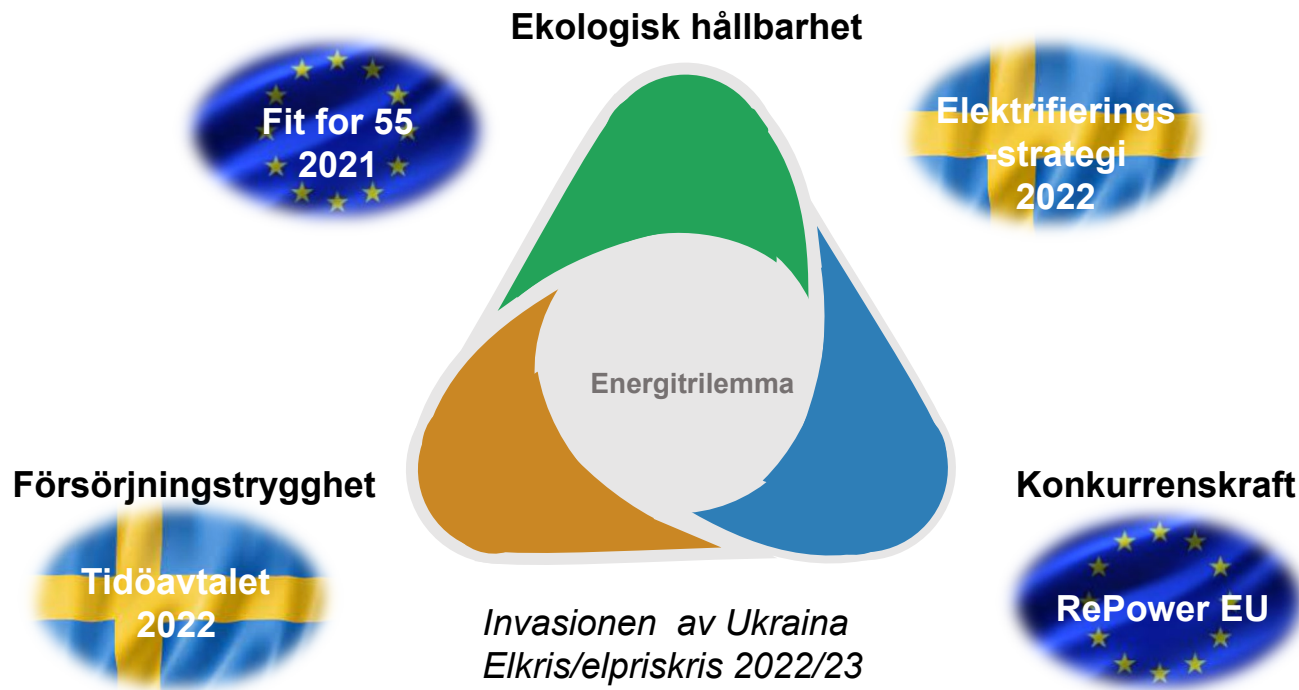 Ekologisk hållbarhet
Fit for 55
2021
Elektrifierings
-strategi
2022
Energitrilemma
Försörjningstrygghet
Konkurrenskraft
Tidöavtalet
2022
RePower EU
Invasionen av Ukraina
Elkris/elpriskris 2022/23